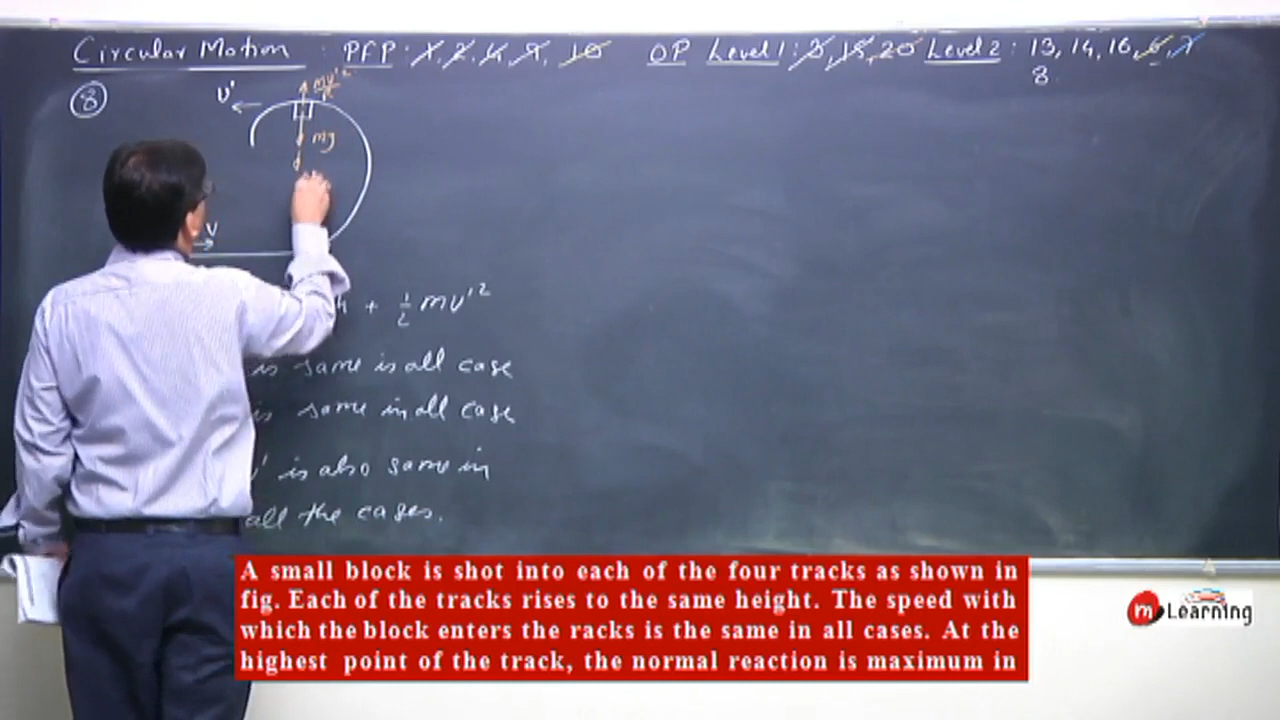 Circular Motion : PFP: 1, 2, 4, 9, 10 OP Level 1: 3, 15, 20 Level 2: 13, 14, 16, 6, 7
8
8
v' mv'²/R
mg
v
+ ½ mv'²
is same is all case
is same in all case
v' is also same in
all the cases.
A small block is shot into each of the four tracks as shown in
fig. Each of the tracks rises to the same height. The speed with
which the block enters the racks is the same in all cases. At the
highest point of the track, the normal reaction is maximum in
m Learning